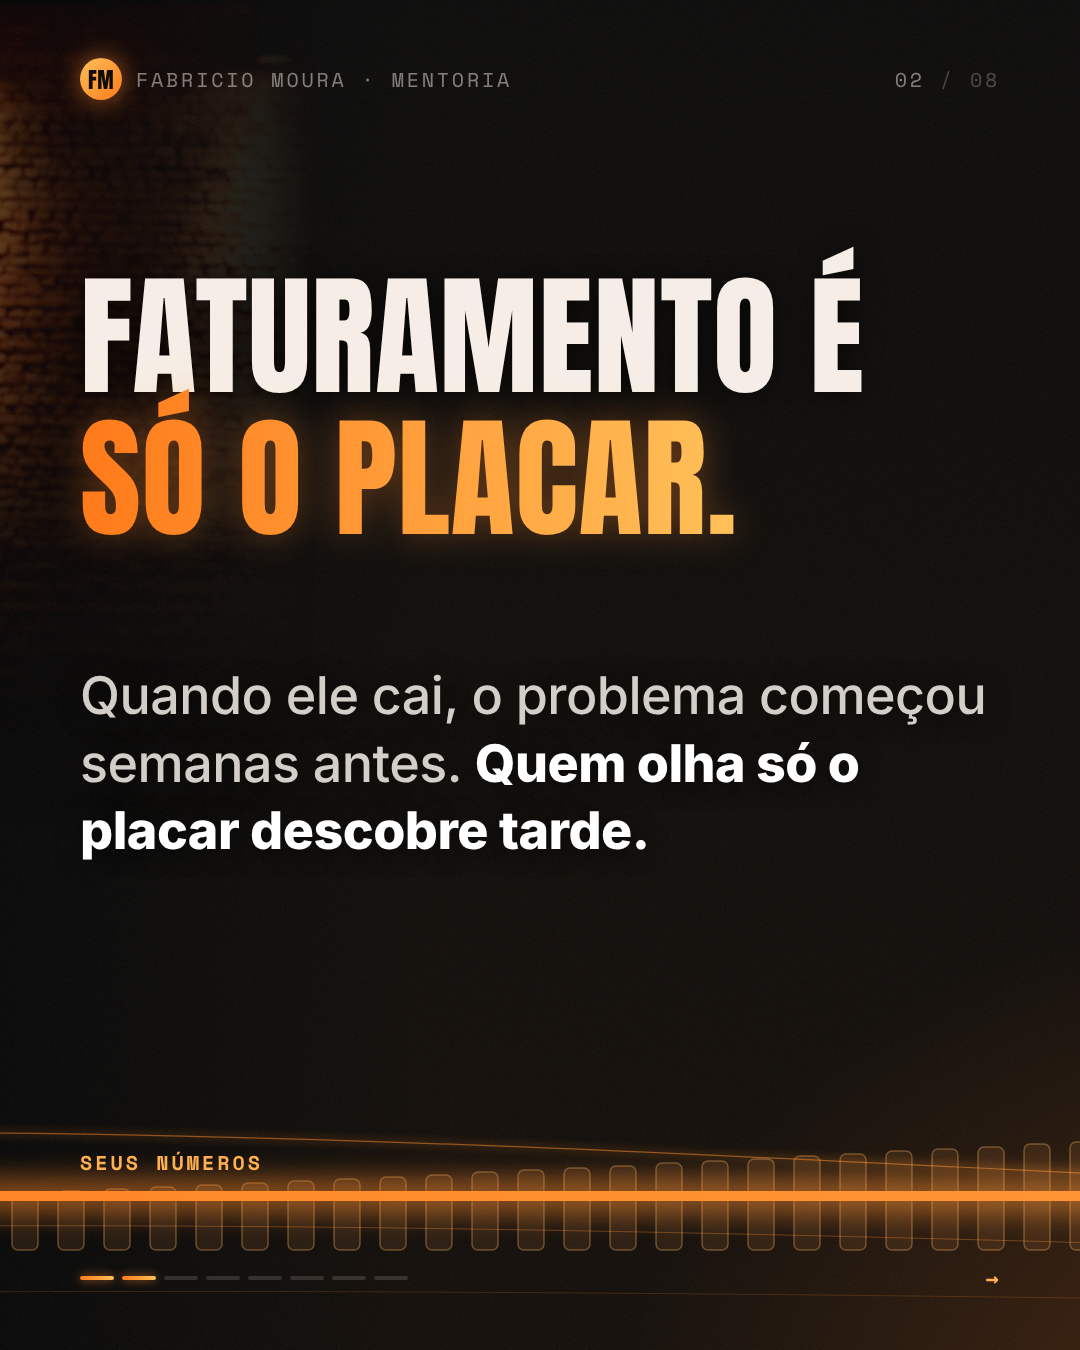 FM FABRICIO MOURA · MENTORIA
02 / 08
FATURAMENTO É
SÓ O PLACAR.
Quando ele cai, o problema começou
semanas antes. Quem olha só o
placar descobre tarde.
SEUS NÚMEROS
→